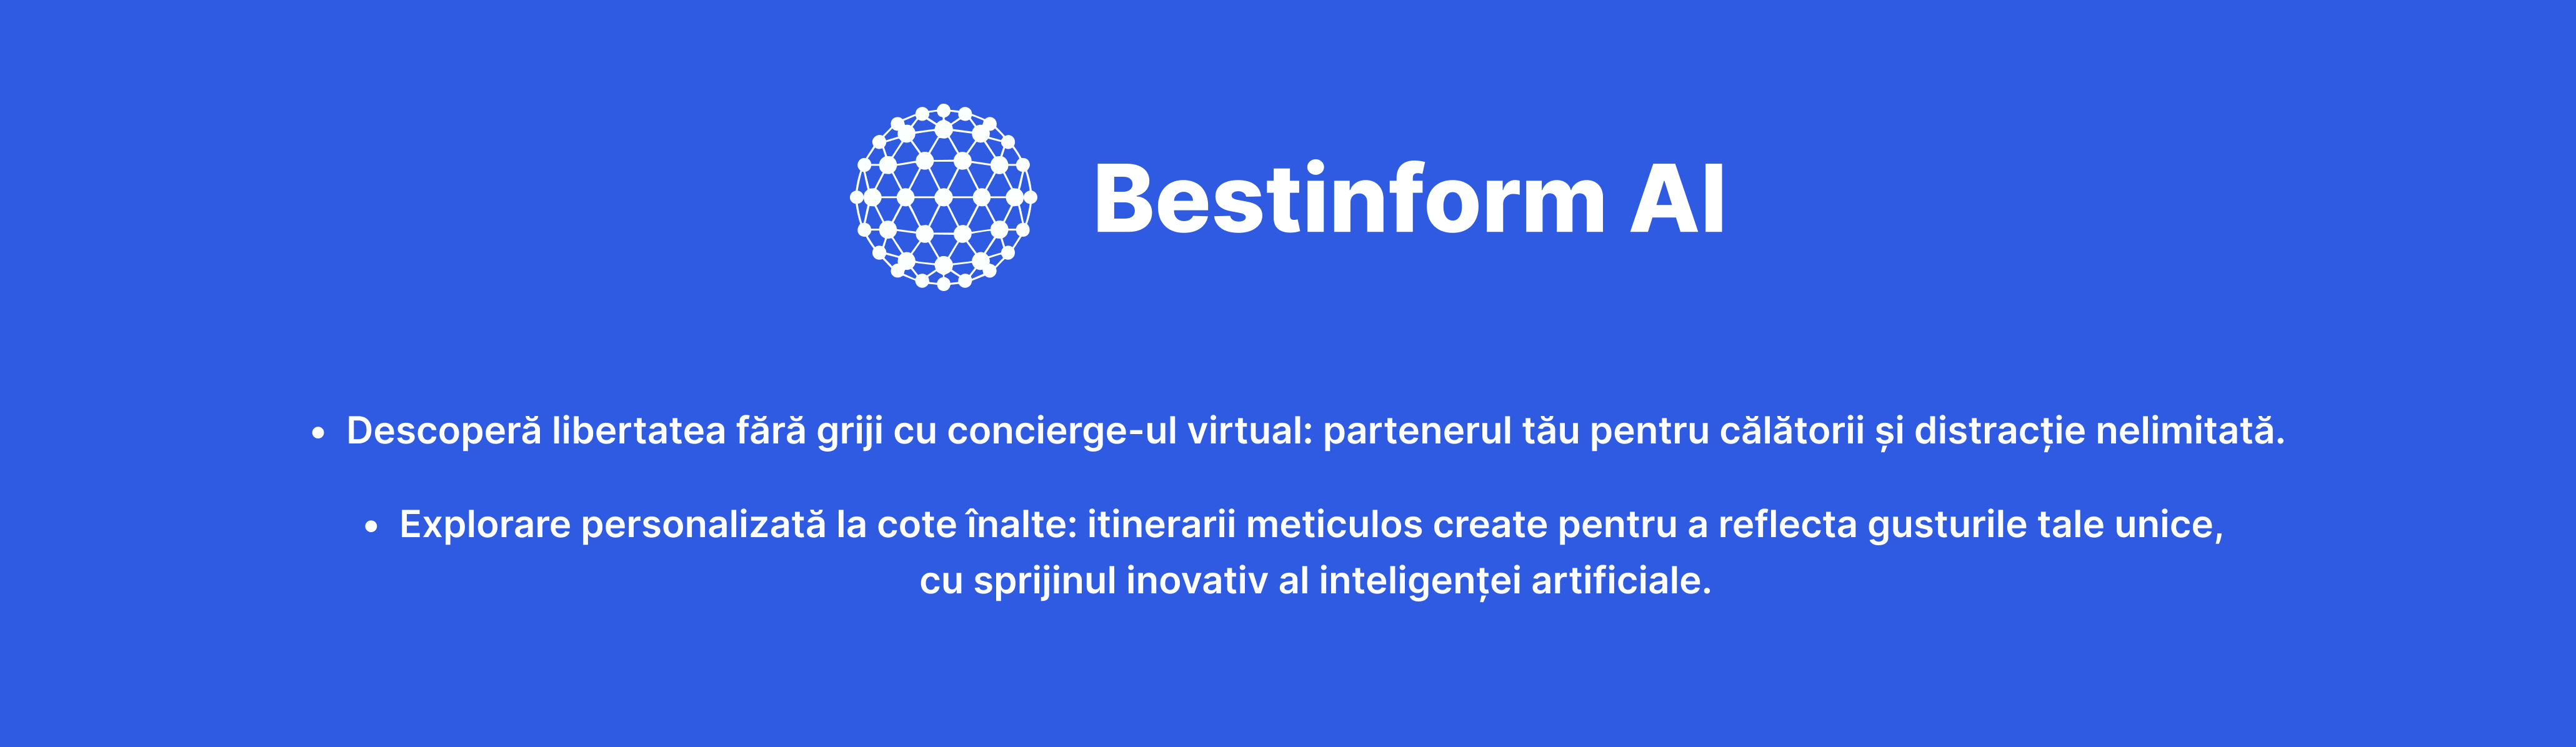 Bestinform AI
• Descoperă libertatea fără griji cu concierge-ul virtual: partenerul tău pentru călătorii și distracție nelimitată.
• Explorare personalizată la cote înalte: itinerarii meticulos create pentru a reflecta gusturile tale unice,
cu sprijinul inovativ al inteligenței artificiale.